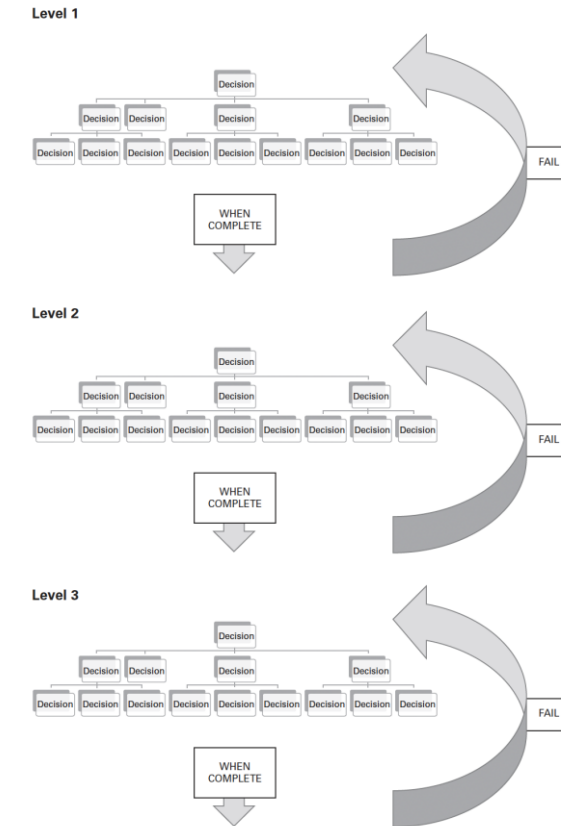 Level 1
Decision
Decision Decision Decision Decision
Decision Decision Decision Decision Decision Decision Decision Decision Decision
FAIL
WHEN
COMPLETE
Level 2
Decision
Decision Decision Decision Decision
Decision Decision Decision Decision Decision Decision Decision Decision Decision
FAIL
WHEN
COMPLETE
Level 3
Decision
Decision Decision Decision Decision
Decision Decision Decision Decision Decision Decision Decision Decision Decision
FAIL
WHEN
COMPLETE